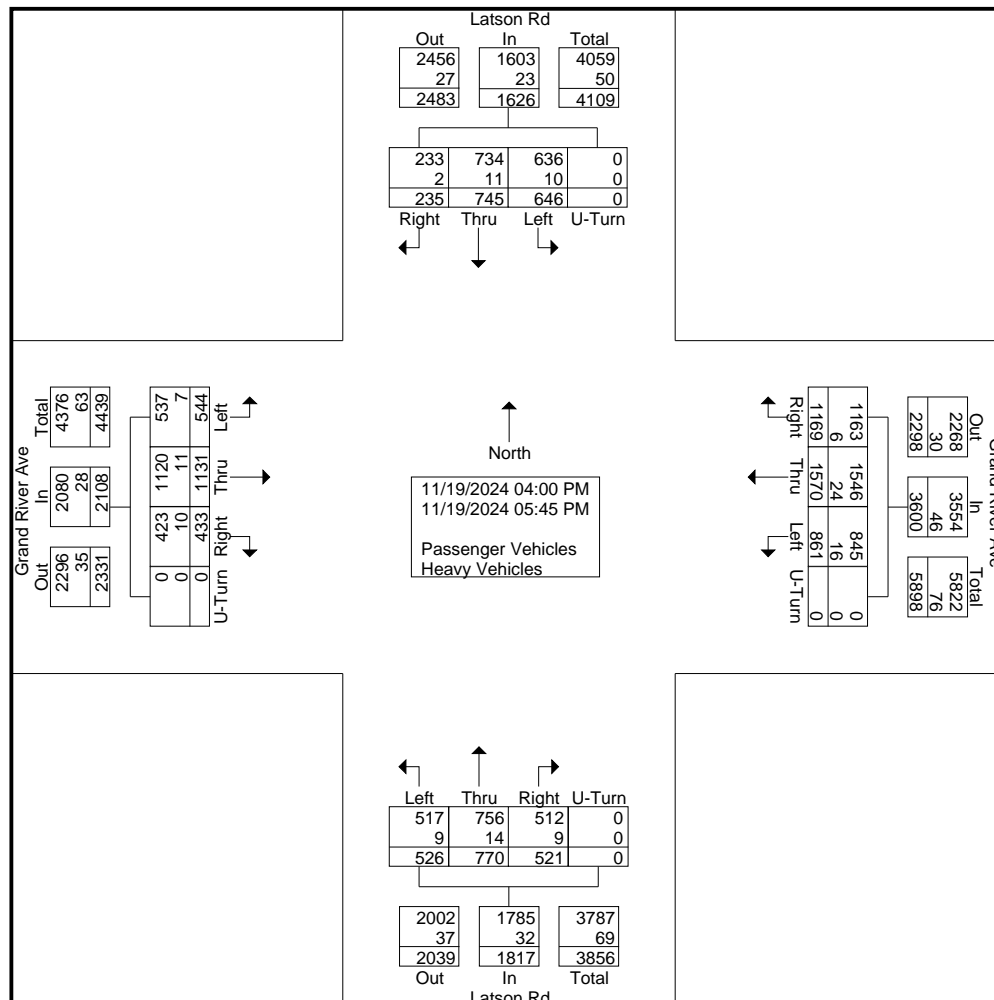 Latson Rd
Out In Total
2456 1603 4059
27 23 50
2483 1626 4109
233 734 636 0
2 11 10 0
235 745 646 0
Right Thru Left U-Turn
Grand River Ave
Total In Out
4376 2080 2296
63 28 35
4439 2108 2331
537 1120 423 0
7 11 10 0
544 1131 433 0
Left Thru Right U-Turn
North
11/19/2024 04:00 PM
11/19/2024 05:45 PM
Passenger Vehicles
Heavy Vehicles
Right Thru Left U-Turn
1169 1570 861 0
6 24 16 0
1163 1546 845 0
2298 3600 5898
30 46 76
2268 3554 5822
Out In Total
Grand River Ave
Left Thru Right U-Turn
517 756 512 0
9 14 9 0
526 770 521 0
2002 1785 3787
37 32 69
2039 1817 3856
Out In Total
Latson Rd